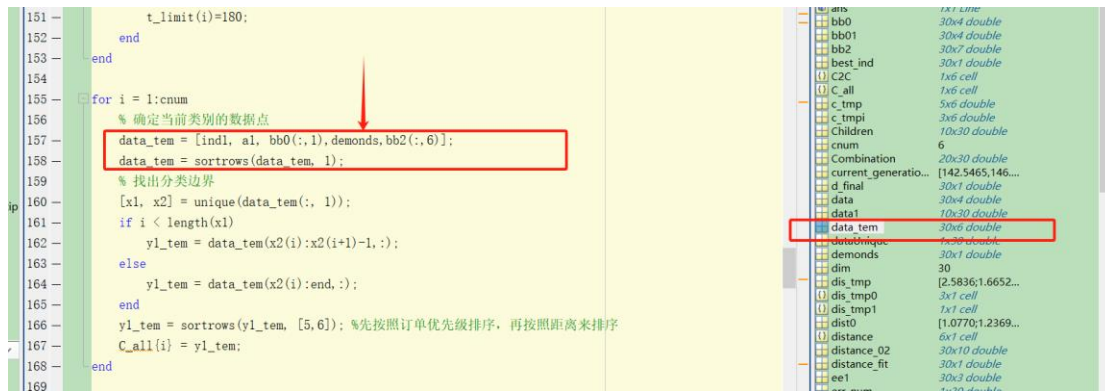 151 — t_limit(i)=180;
152 — end
153 — end
154
155 — for i = 1:cnum
156 % 确定当前类别的数据点
157 — data_tem = [ind1, a1, bb0(:,1),demonds,bb2(:,6)];
158 — data_tem = sortrows(data_tem, 1);
159 % 找出分类边界
160 — [x1, x2] = unique(data_tem(:, 1));
161 — if i < length(x1)
162 — y1_tem = data_tem(x2(i):x2(i+1)-1,:);
163 — else
164 — y1_tem = data_tem(x2(i):end,:);
165 — end
166 — y1_tem = sortrows(y1_tem, [5,6]); %先按照订单优先级排序，再按照距离来排序
167 — C_all{i} = y1_tem;
168 — end
169
ip
ans 1x1 Line
bb0 30x4 double
bb01 30x4 double
bb2 30x7 double
best_ind 30x1 double
C2C 1x6 cell
C_all 1x6 cell
c_tmp 5x6 double
c_tmpi 3x6 double
Children 10x30 double
cnum 6
Combination 20x30 double
current_generatio... [142.5465,146....
d_final 30x1 double
data 30x4 double
data1 10x30 double
data_tem 30x6 double
dataUnique 1x30 double
demonds 30x1 double
dim 30
dis_tmp [2.5836;1.6652...
dis_tmp0 3x1 cell
dis_tmp1 1x1 cell
dist0 [1.0770;1.2369...
distance 6x1 cell
distance_02 30x10 double
distance_fit 30x1 double
ee1 30x3 double